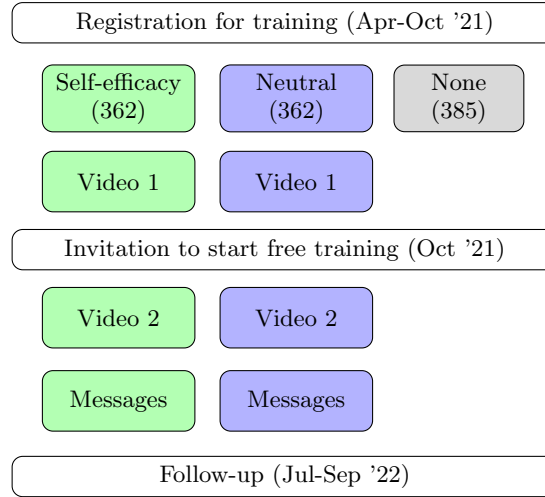 Registration for training (Apr-Oct '21)
Self-efficacy
(362)
Neutral
(362)
None
(385)
Video 1
Video 1
Invitation to start free training (Oct '21)
Video 2
Video 2
Messages
Messages
Follow-up (Jul-Sep '22)